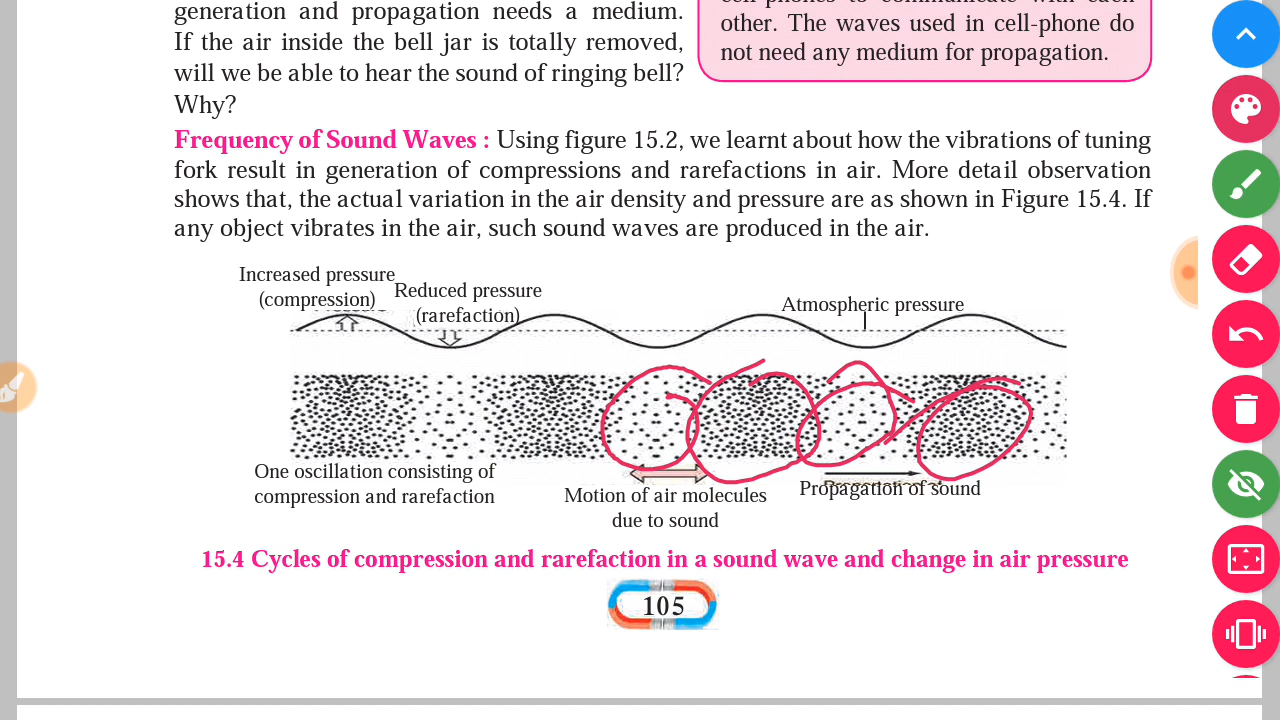 generation and propagation needs a medium.
If the air inside the bell jar is totally removed,
will we be able to hear the sound of ringing bell?
Why?
other. The waves used in cell-phone do
not need any medium for propagation.
Frequency of Sound Waves : Using figure 15.2, we learnt about how the vibrations of tuning
fork result in generation of compressions and rarefactions in air. More detail observation
shows that, the actual variation in the air density and pressure are as shown in Figure 15.4. If
any object vibrates in the air, such sound waves are produced in the air.
Increased pressure
(compression)
Reduced pressure
(rarefaction)
Atmospheric pressure
One oscillation consisting of
compression and rarefaction
Motion of air molecules
due to sound
Propagation of sound
15.4 Cycles of compression and rarefaction in a sound wave and change in air pressure
105